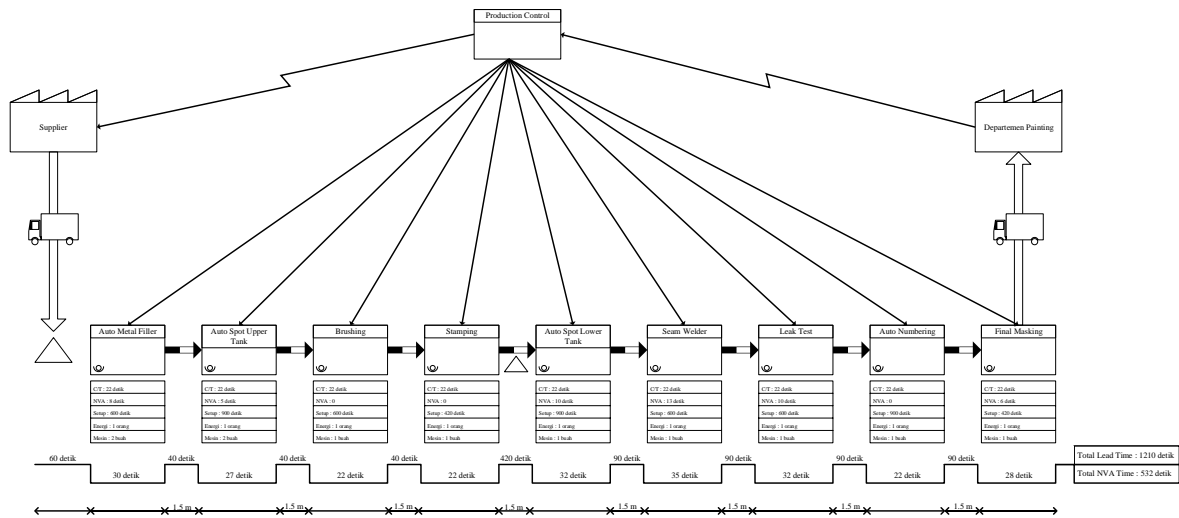 Production Control
Supplier
Departemen Painting
Auto Metal Filler
Auto Spot Upper
Tank
Brushing
Stamping
Auto Spot Lower
Tank
Seam Welder
Leak Test
Auto Numbering
Final Masking
C/T : 22 detik
NVA : 8 detik
Setup : 600 detik
Energi : 1 orang
Mesin : 2 buah
C/T : 22 detik
NVA : 5 detik
Setup : 900 detik
Energi : 1 orang
Mesin : 2 buah
C/T : 22 detik
NVA : 0
Setup : 600 detik
Energi : 1 orang
Mesin : 1 buah
C/T : 22 detik
NVA : 0
Setup : 420 detik
Energi : 1 orang
Mesin : 1 buah
C/T : 22 detik
NVA : 10 detik
Setup : 900 detik
Energi : 1 orang
Mesin : 1 buah
C/T : 22 detik
NVA : 13 detik
Setup : 600 detik
Energi : 1 orang
Mesin : 1 buah
C/T : 22 detik
NVA : 10 detik
Setup : 600 detik
Energi : 1 orang
Mesin : 1 buah
C/T : 22 detik
NVA : 0
Setup : 900 detik
Energi : 1 orang
Mesin : 1 buah
C/T : 22 detik
NVA : 6 detik
Setup : 420 detik
Energi : 1 orang
Mesin : 1 buah
60 detik
40 detik
40 detik
40 detik
420 detik
90 detik
90 detik
90 detik
90 detik
30 detik
27 detik
22 detik
22 detik
32 detik
35 detik
32 detik
22 detik
28 detik
Total Lead Time : 1210 detik
Total NVA Time : 532 detik
1.5 m
1.5 m
1.5 m
1.5 m
1.5 m
1.5 m
1.5 m
1.5 m